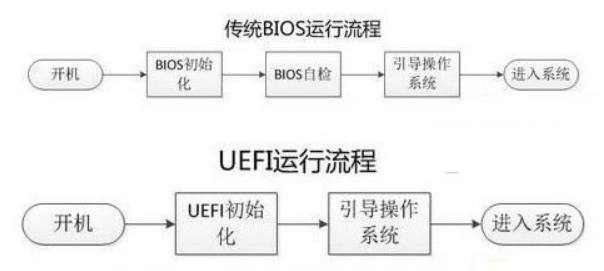 传统BIOS运行流程
开机
BIOS初始
化
BIOS自检
引导操作
系统
进入系统
UEFI运行流程
开机
UEFI初始
化
引导操作
系统
进入系统